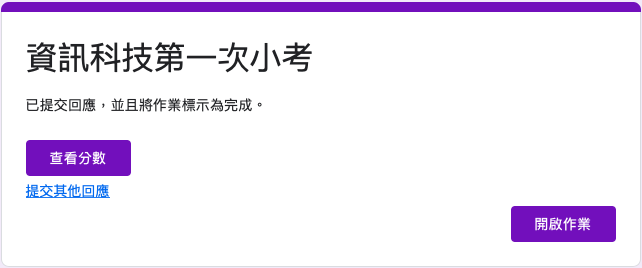 資訊科技第一次小考
已提交回應，並且將作業標示為完成。
查看分數
提交其他回應
開啟作業